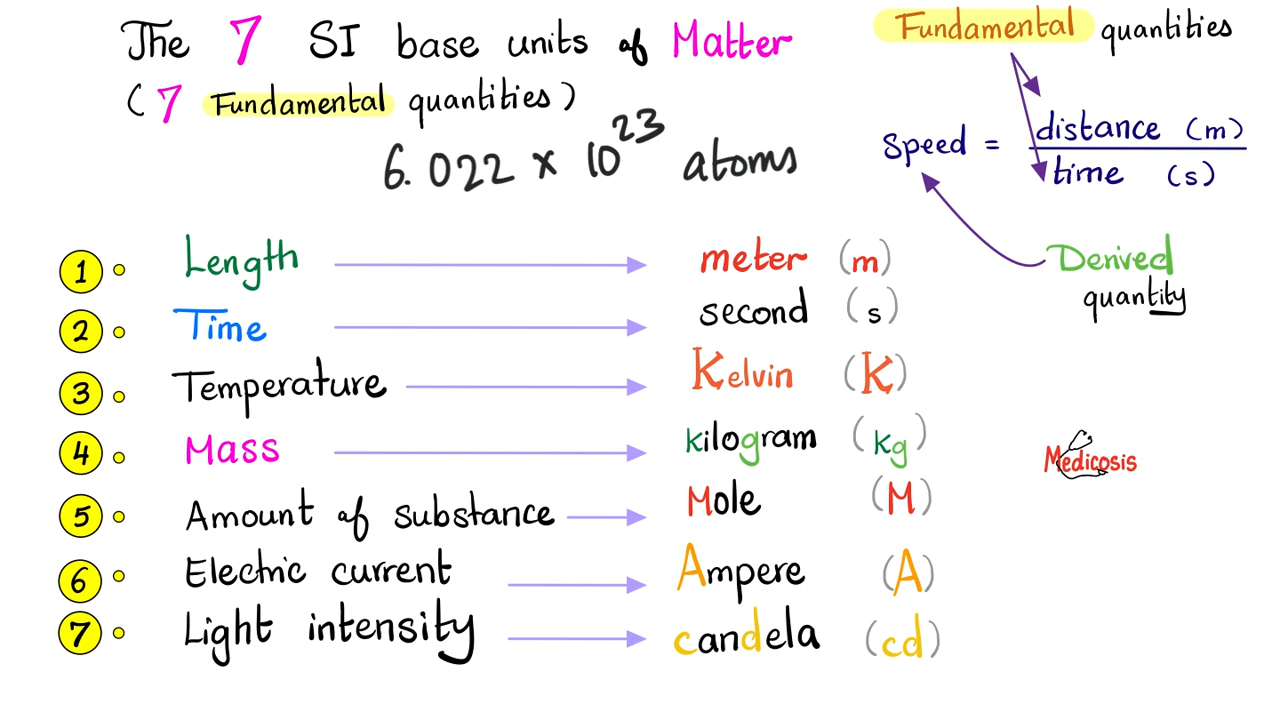 The 7 SI base units of Matter
(7 Fundamental quantities)
6.022 × 10^23 atoms
Fundamental quantities
Speed = distance (m) / time (s)
Derived quantity
1 Length meter (m)
2 Time second (s)
3 Temperature Kelvin (K)
4 Mass kilogram (kg)
5 Amount of substance Mole (M)
6 Electric current Ampere (A)
7 Light intensity candela (cd)
Medicosis